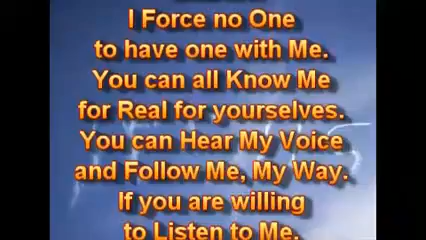 I Force no One
to have one with Me.
You can all Know Me
for Real for yourselves.
You can Hear My Voice
and Follow Me, My Way.
If you are willing
to Listen to Me.